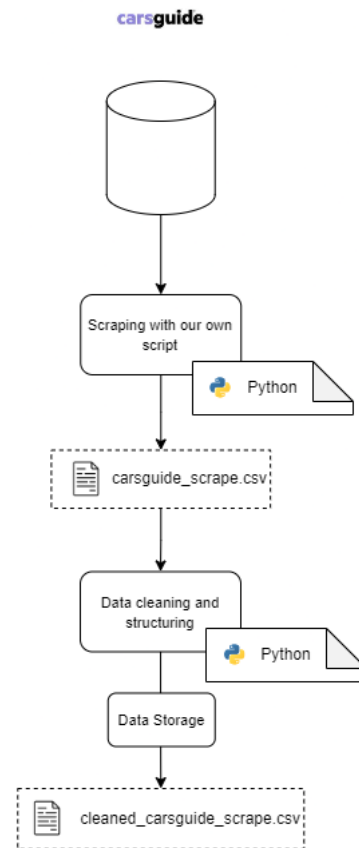 carsguide
Scraping with our own
script
Python
carsguide_scrape.csv
Data cleaning and
structuring
Python
Data Storage
cleaned_carsguide_scrape.csv